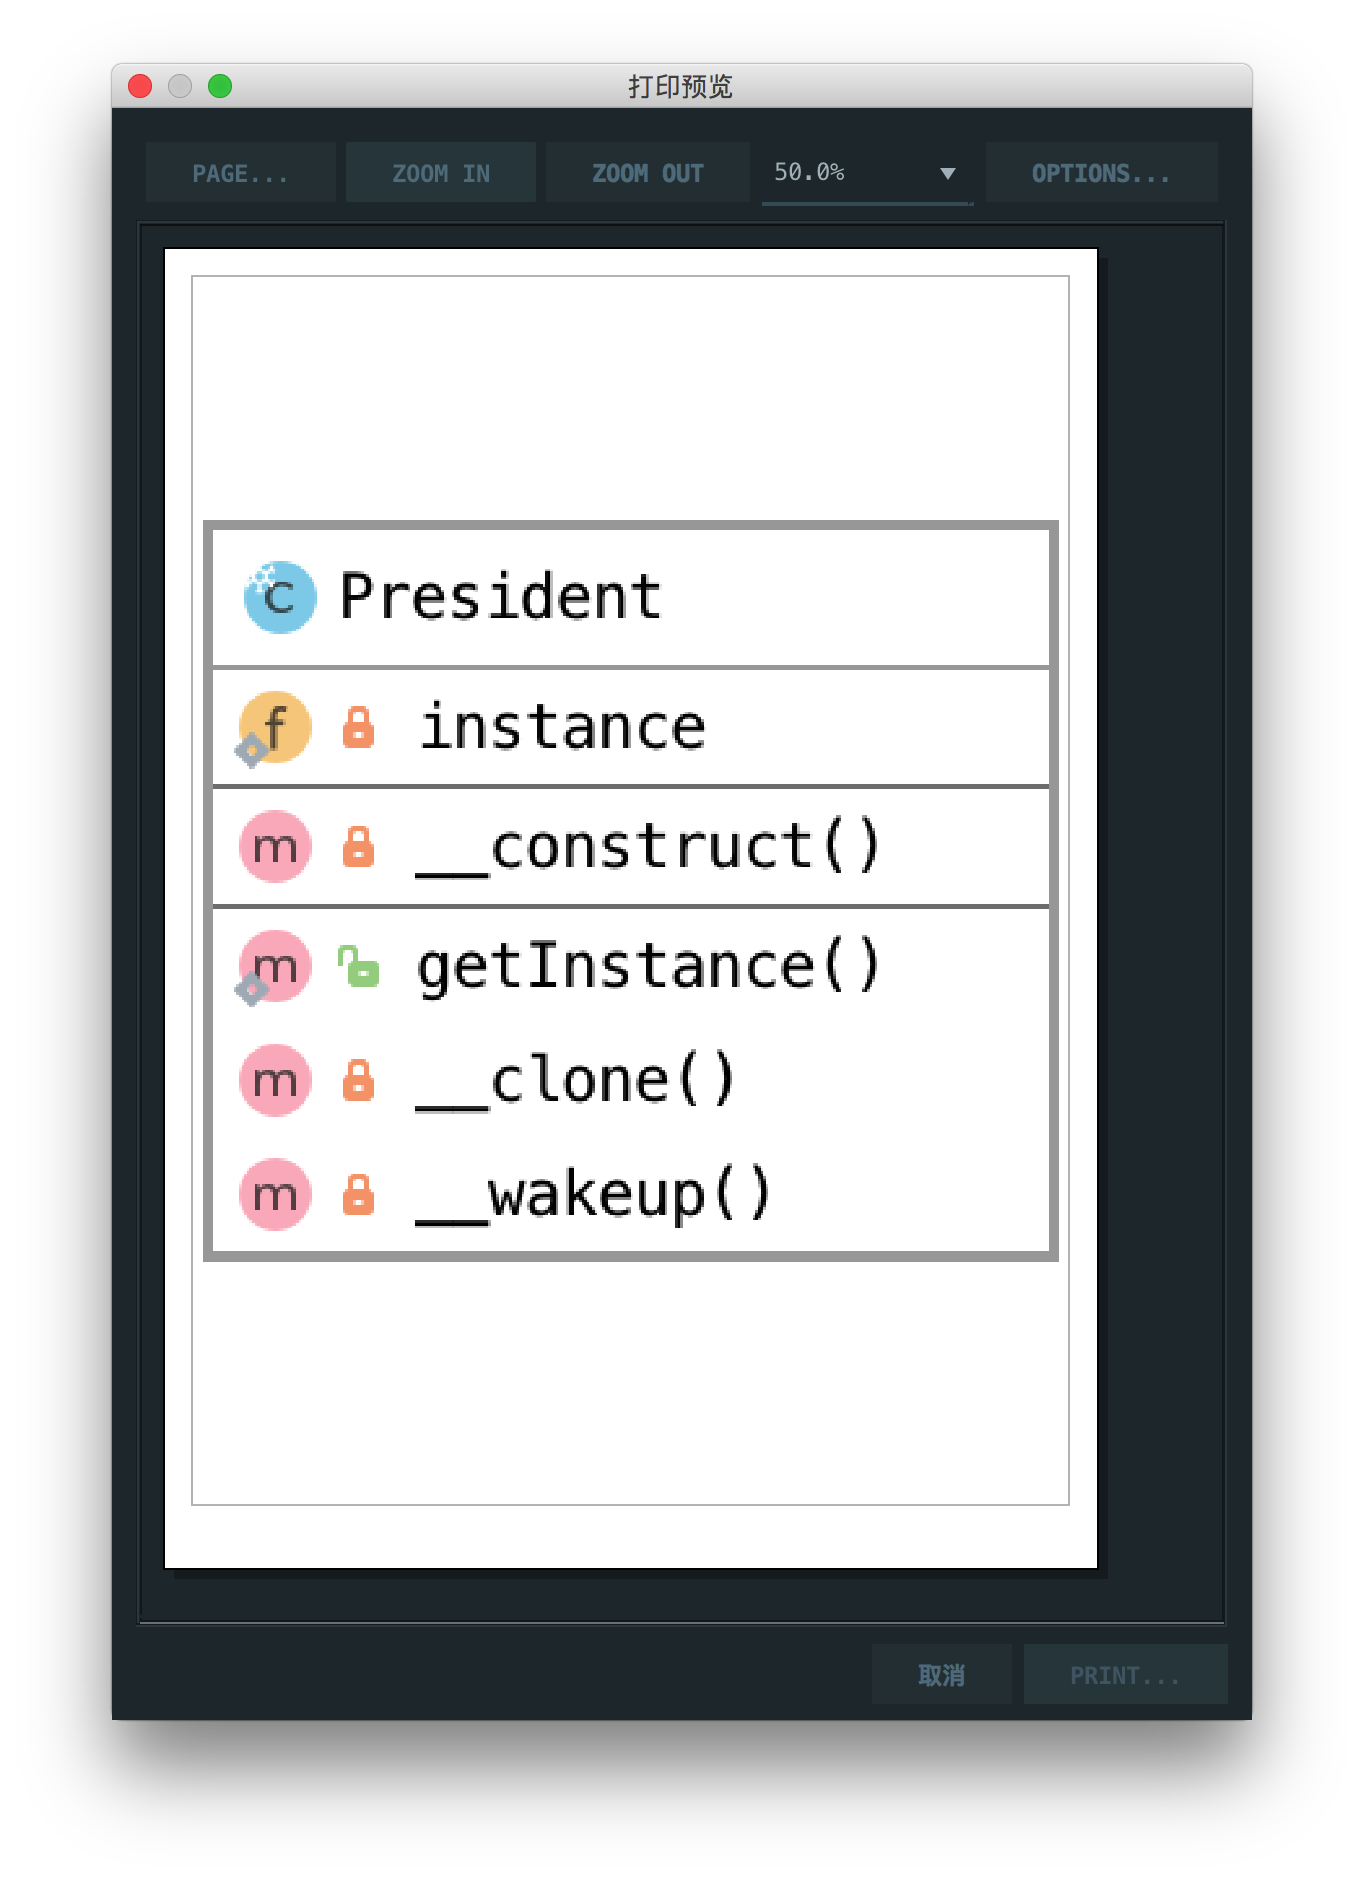 打印预览
PAGE... ZOOM IN ZOOM OUT 50.0% OPTIONS...
C President
f instance
m __construct()
m getInstance()
m __clone()
m __wakeup()
取消 PRINT...